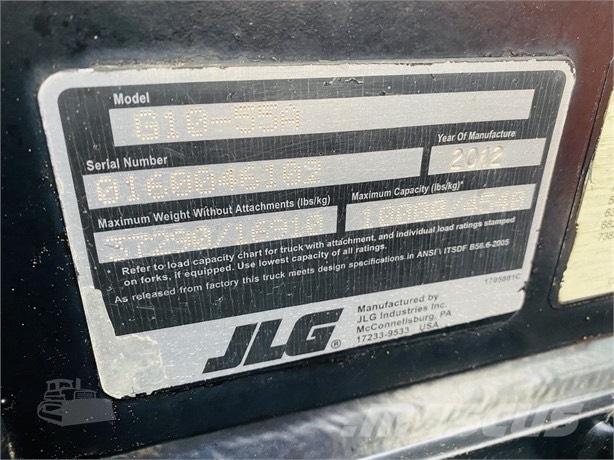 Model
G10-55A
Serial Number
0160046102
Year Of Manufacture
2012
Maximum Weight Without Attachments (lbs/kg)
Maximum Capacity (lbs/kg)*
* Refer to load capacity chart for truck with attachment, and individual load ratings stamped
on forks, if equipped. Use lowest capacity of all ratings.
As released from factory this truck meets design specifications in ANSI \ ITSDF B56.6-2005
1705881C
JLG®
Manufactured by
JLG Industries Inc.
McConnellsburg, PA
17233-9533 USA